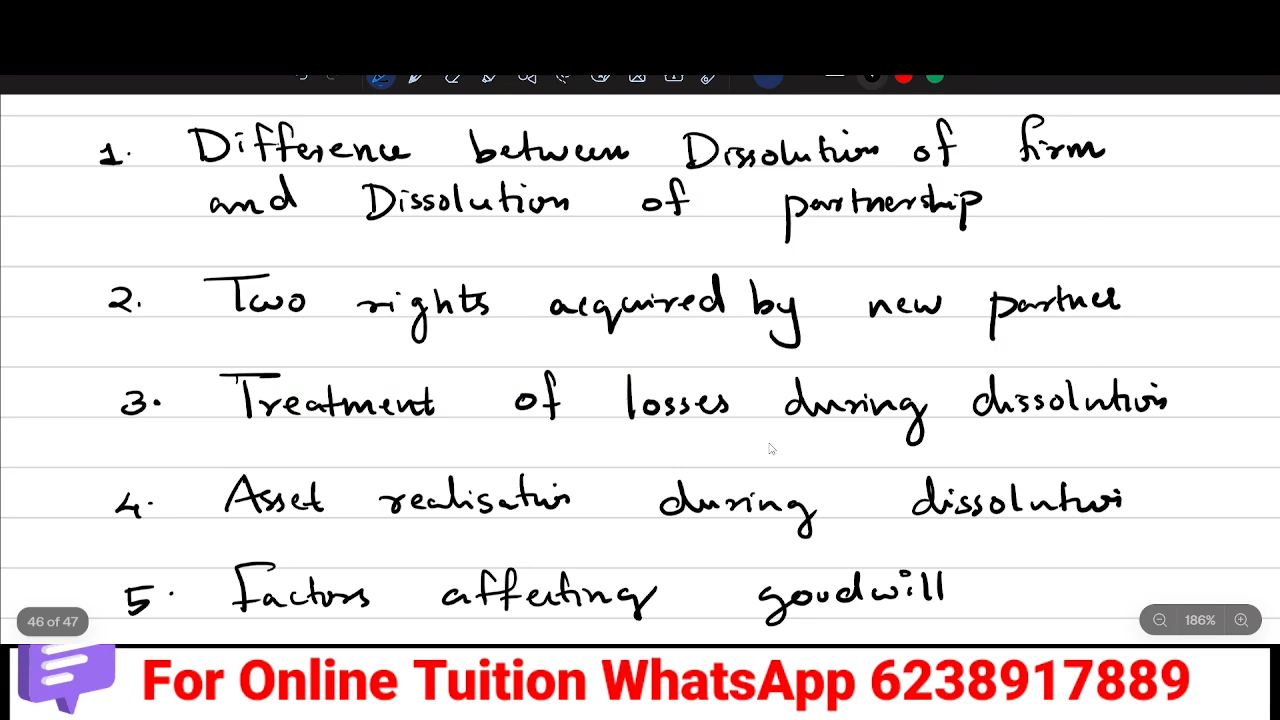 1. Difference between Dissolution of firm
and Dissolution of partnership
2. Two rights acquired by new partner
3. Treatment of losses during dissolution
4. Asset realisation during dissolution
5. Factors affecting goodwill
46 of 47
186%
For Online Tuition WhatsApp 6238917889